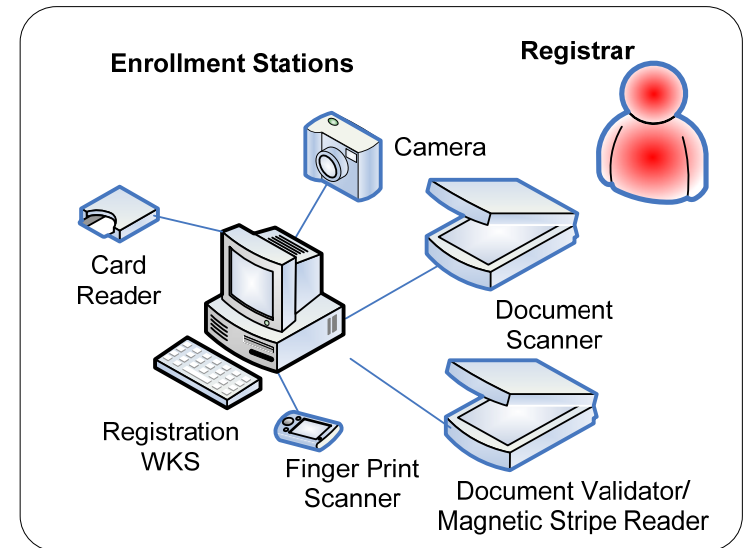 Enrollment Stations
Registrar
Camera
Card
Reader
Document
Scanner
Registration
WKS
Finger Print
Scanner
Document Validator/
Magnetic Stripe Reader